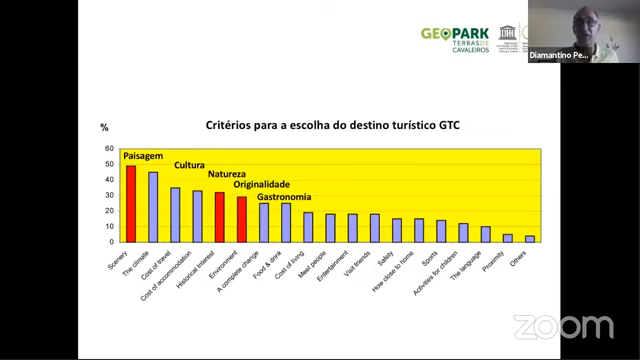 GEOPARK
TERRAS DE
CAVALEIROS
Diamantino Pe...
Critérios para a escolha do destino turístico GTC
%
60
50
40
30
20
10
0
Paisagem
Cultura
Natureza
Originalidade
Gastronomia
Scenery
The climate
Cost of travel
Cost of accommodation
Historical Interest
Environment
A complete change
Food & drink
Cost of living
Meet people
Entertainment
Visit friends
Safety
How close to home
Sports
Activities for children
The language
Proximity
Others
zoom